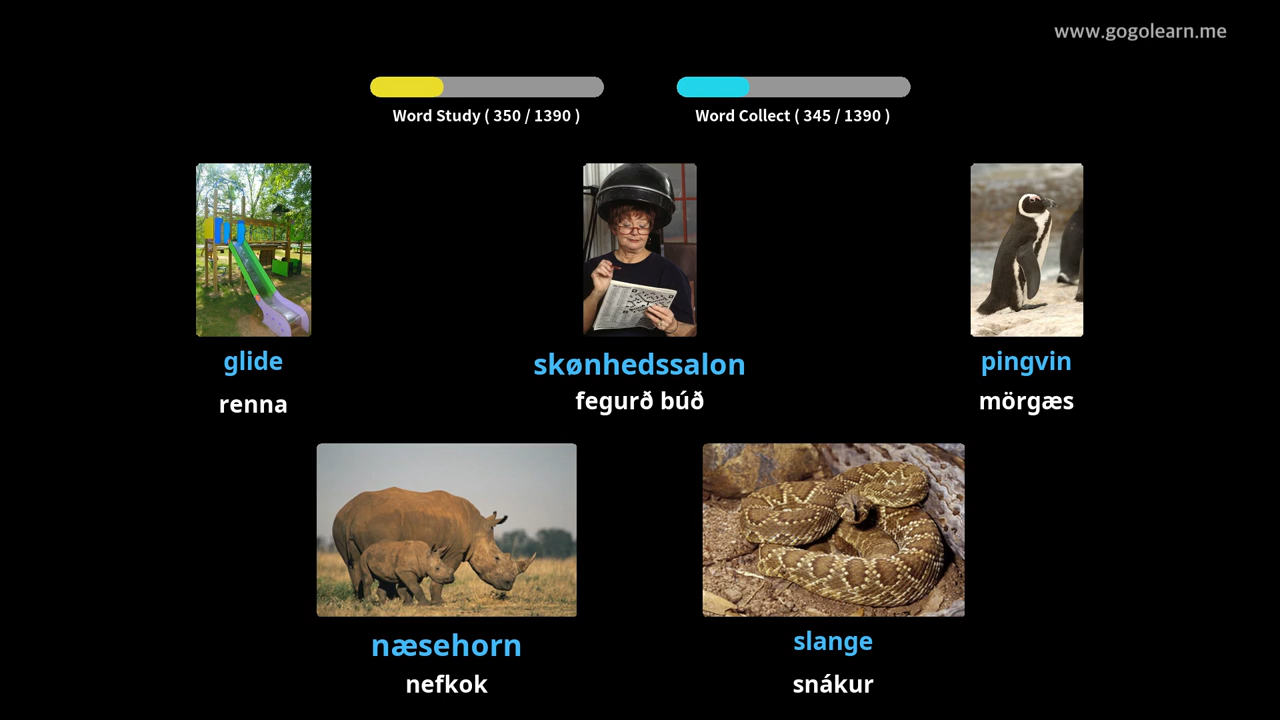 www.gogolearn.me
Word Study ( 350 / 1390 )
Word Collect ( 345 / 1390 )
glide
skønhedssalon
pingvin
renna
fegurð búð
mörgæs
næsehorn
slange
nefkok
snákur